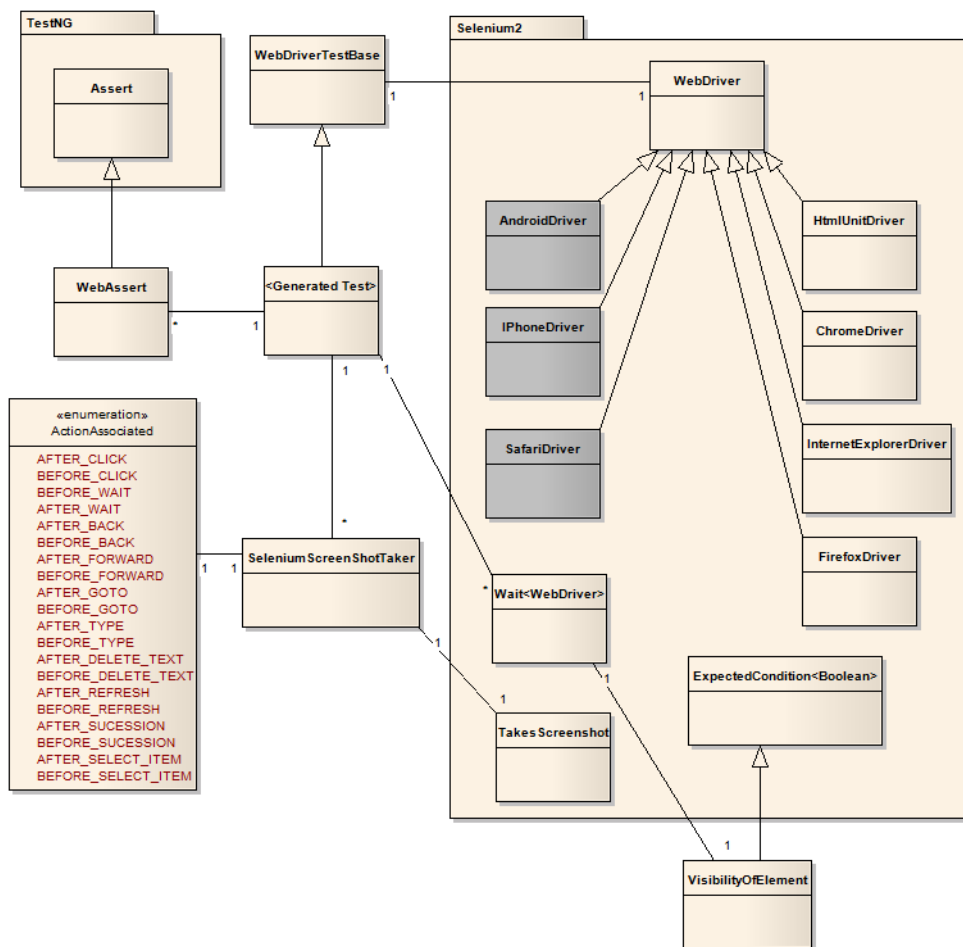 TestNG
Assert
WebDriverTestBase
1
Selenium2
WebDriver
1
AndroidDriver
HtmlUnitDriver
WebAssert
*
<Generated Test>
1
1
1
IPhoneDriver
ChromeDriver
SafariDriver
InternetExplorerDriver
FirefoxDriver
«enumeration»
ActionAssociated
AFTER_CLICK
BEFORE_CLICK
BEFORE_WAIT
AFTER_WAIT
AFTER_BACK
BEFORE_BACK
AFTER_FORWARD
BEFORE_FORWARD
AFTER_GOTO
BEFORE_GOTO
AFTER_TYPE
BEFORE_TYPE
AFTER_DELETE_TEXT
BEFORE_DELETE_TEXT
AFTER_REFRESH
BEFORE_REFRESH
AFTER_SUCESSION
BEFORE_SUCESSION
AFTER_SELECT_ITEM
BEFORE_SELECT_ITEM
1
1
*
SeleniumScreenShotTaker
1
*
Wait<WebDriver>
1
1
TakesScreenshot
ExpectedCondition<Boolean>
1
VisibilityOfElement